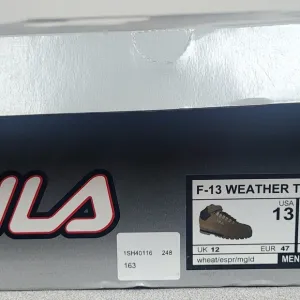 ILA
F-13 WEATHER T
USA
13
UK 12
EUR 47
wheat/espr/mgld
MEN
1SH40116 248
163